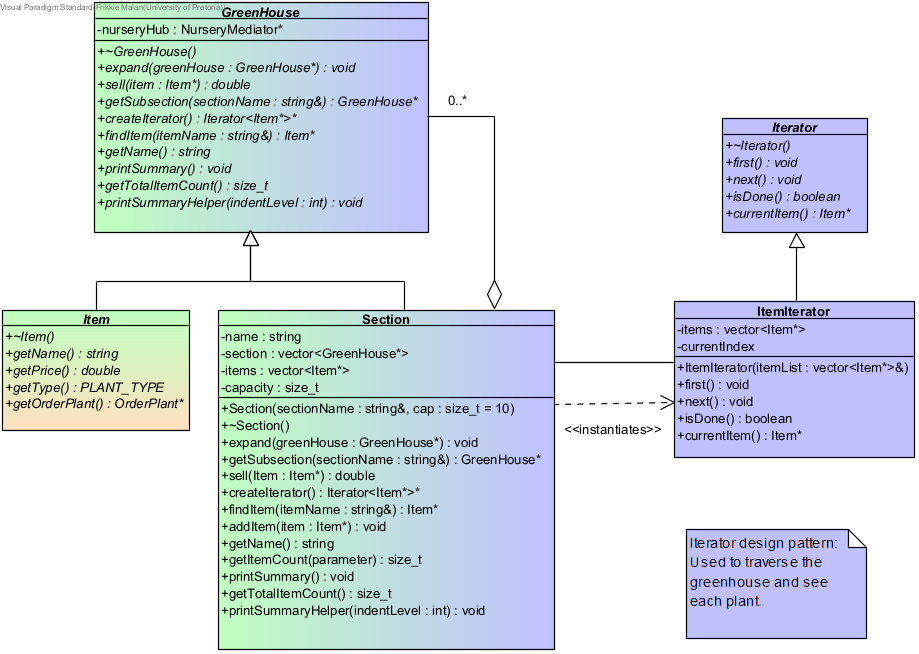 Visual Paradigm Standard(Frikkie Malan(University of Pretoria))
GreenHouse
-nurseryHub : NurseryMediator*
+~GreenHouse()
+expand(greenHouse : GreenHouse*) : void
+sell(item : Item*) : double
+getSubsection(sectionName : string&) : GreenHouse*
+createIterator() : Iterator<Item*>*
+findItem(itemName : string&) : Item*
+getName() : string
+printSummary() : void
+getTotalItemCount() : size_t
+printSummaryHelper(indentLevel : int) : void
0..*
Iterator
+~Iterator()
+first() : void
+next() : void
+isDone() : boolean
+currentItem() : Item*
Item
+~Item()
+getName() : string
+getPrice() : double
+getType() : PLANT_TYPE
+getOrderPlant() : OrderPlant*
Section
-name : string
-section : vector<GreenHouse*>
-items : vector<Item*>
-capacity : size_t
+Section(sectionName : string&, cap : size_t = 10)
+~Section()
+expand(greenHouse : GreenHouse*) : void
+getSubsection(sectionName : string&) : GreenHouse*
+sell(Item : Item*) : double
+createIterator() : Iterator<Item*>*
+findItem(itemName : string&) : Item*
+addItem(item : Item*) : void
+getName() : string
+getItemCount(parameter) : size_t
+printSummary() : void
+getTotalItemCount() : size_t
+printSummaryHelper(indentLevel : int) : void
<<instantiates>>
ItemIterator
-items : vector<Item*>
-currentIndex
+ItemIterator(itemList : vector<Item*>&)
+first() : void
+next() : void
+isDone() : boolean
+currentItem() : Item*
Iterator design pattern:
Used to traverse the
greenhouse and see
each plant.